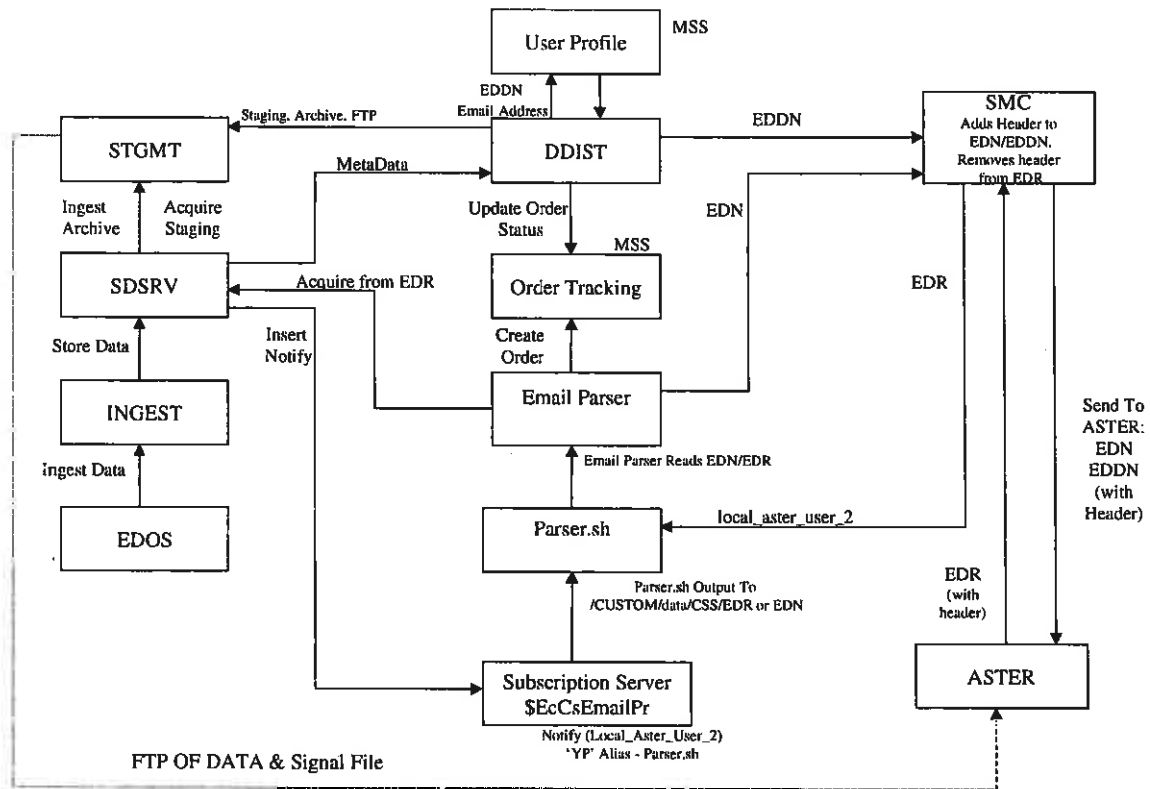 MSS
User Profile
EDDN
Email Address
Staging, Archive, FTP
STGMT
DDIST
EDDN
SMC
Adds Header to
EDN/EDDN.
Removes header
from EDR
MetaData
Ingest
Archive
Acquire
Staging
Update Order
Status
EDN
MSS
SDSRV
Acquire from EDR
Order Tracking
EDR
Insert
Notify
Store Data
Create
Order
INGEST
Email Parser
Send To
ASTER:
EDN
EDDN
(with
Header)
Ingest Data
Email Parser Reads EDN/EDR
EDOS
Parser.sh
local_aster_user_2
Parser.sh Output To
/CUSTOM/data/CSS/EDR or EDN
EDR
(with
header)
Subscription Server
$EcCsEmailPr
ASTER
Notify (Local_Aster_User_2)
'YP' Alias - Parser.sh
FTP OF DATA & Signal File